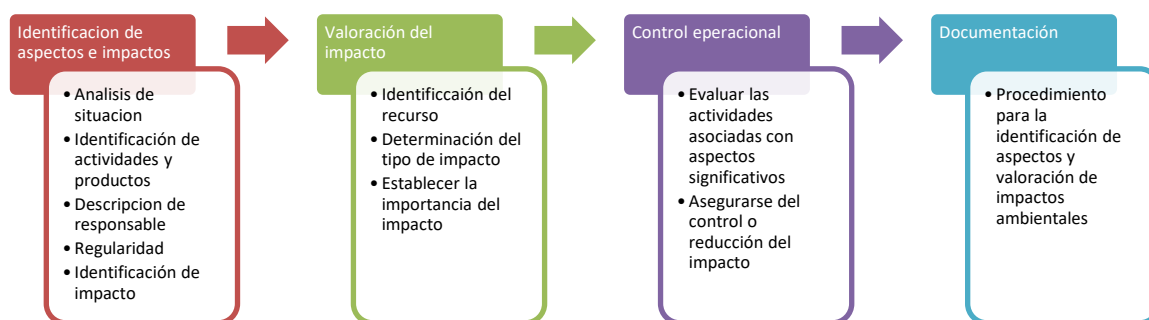 Identificacion de
aspectos e impactos
• Analisis de
situacion
• Identificación de
actividades y
productos
• Descripcion de
responsable
• Regularidad
• Identificación de
impacto
Valoración del
impacto
• Identificcaión del
recurso
• Determinación del
tipo de impacto
• Establecer la
importancia del
impacto
Control eperacional
• Evaluar las
actividades
asociadas con
aspectos
significativos
• Asegurarse del
control o
reducción del
impacto
Documentación
• Procedimiento
para la
identificación de
aspectos y
valoración de
impactos
ambientales